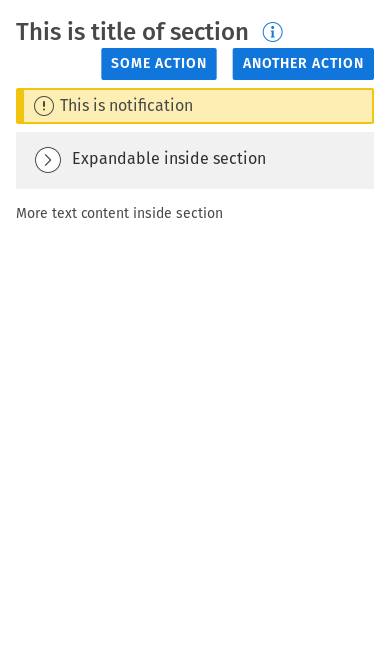 This is title of section
SOME ACTION ANOTHER ACTION
This is notification
Expandable inside section
More text content inside section